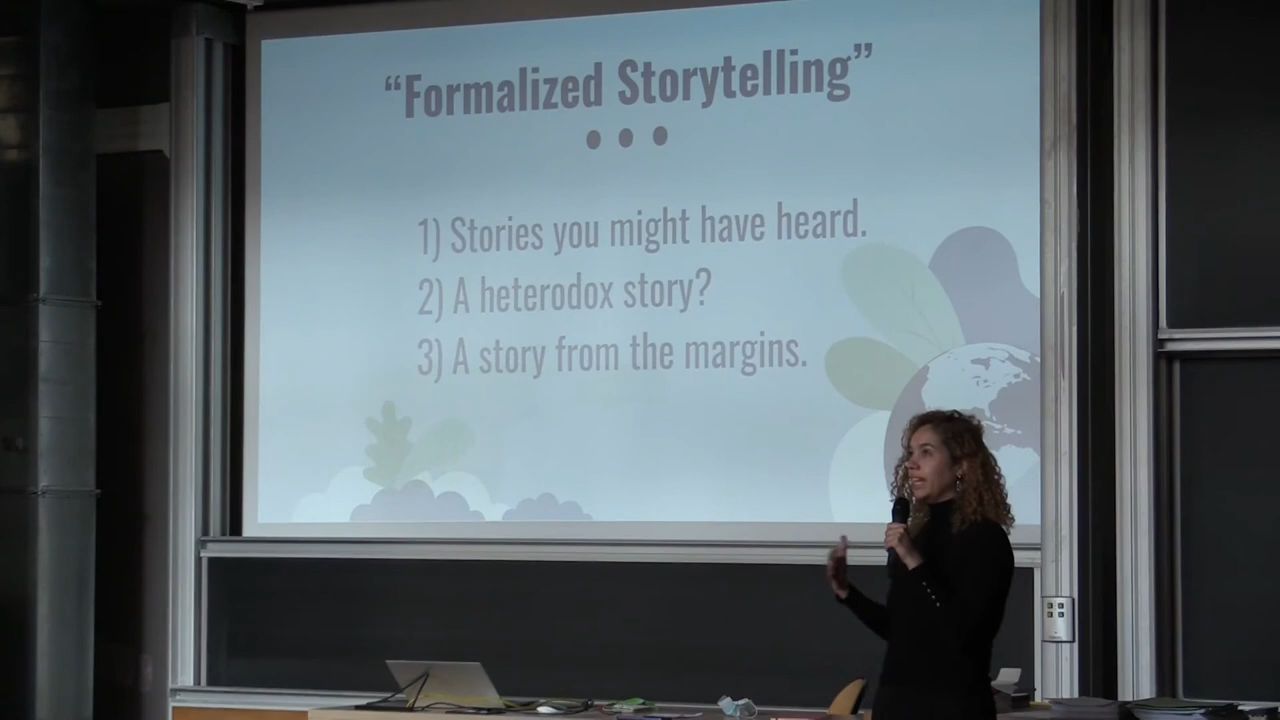 “Formalized Storytelling”
1) Stories you might have heard.
2) A heterodox story?
3) A story from the margins.